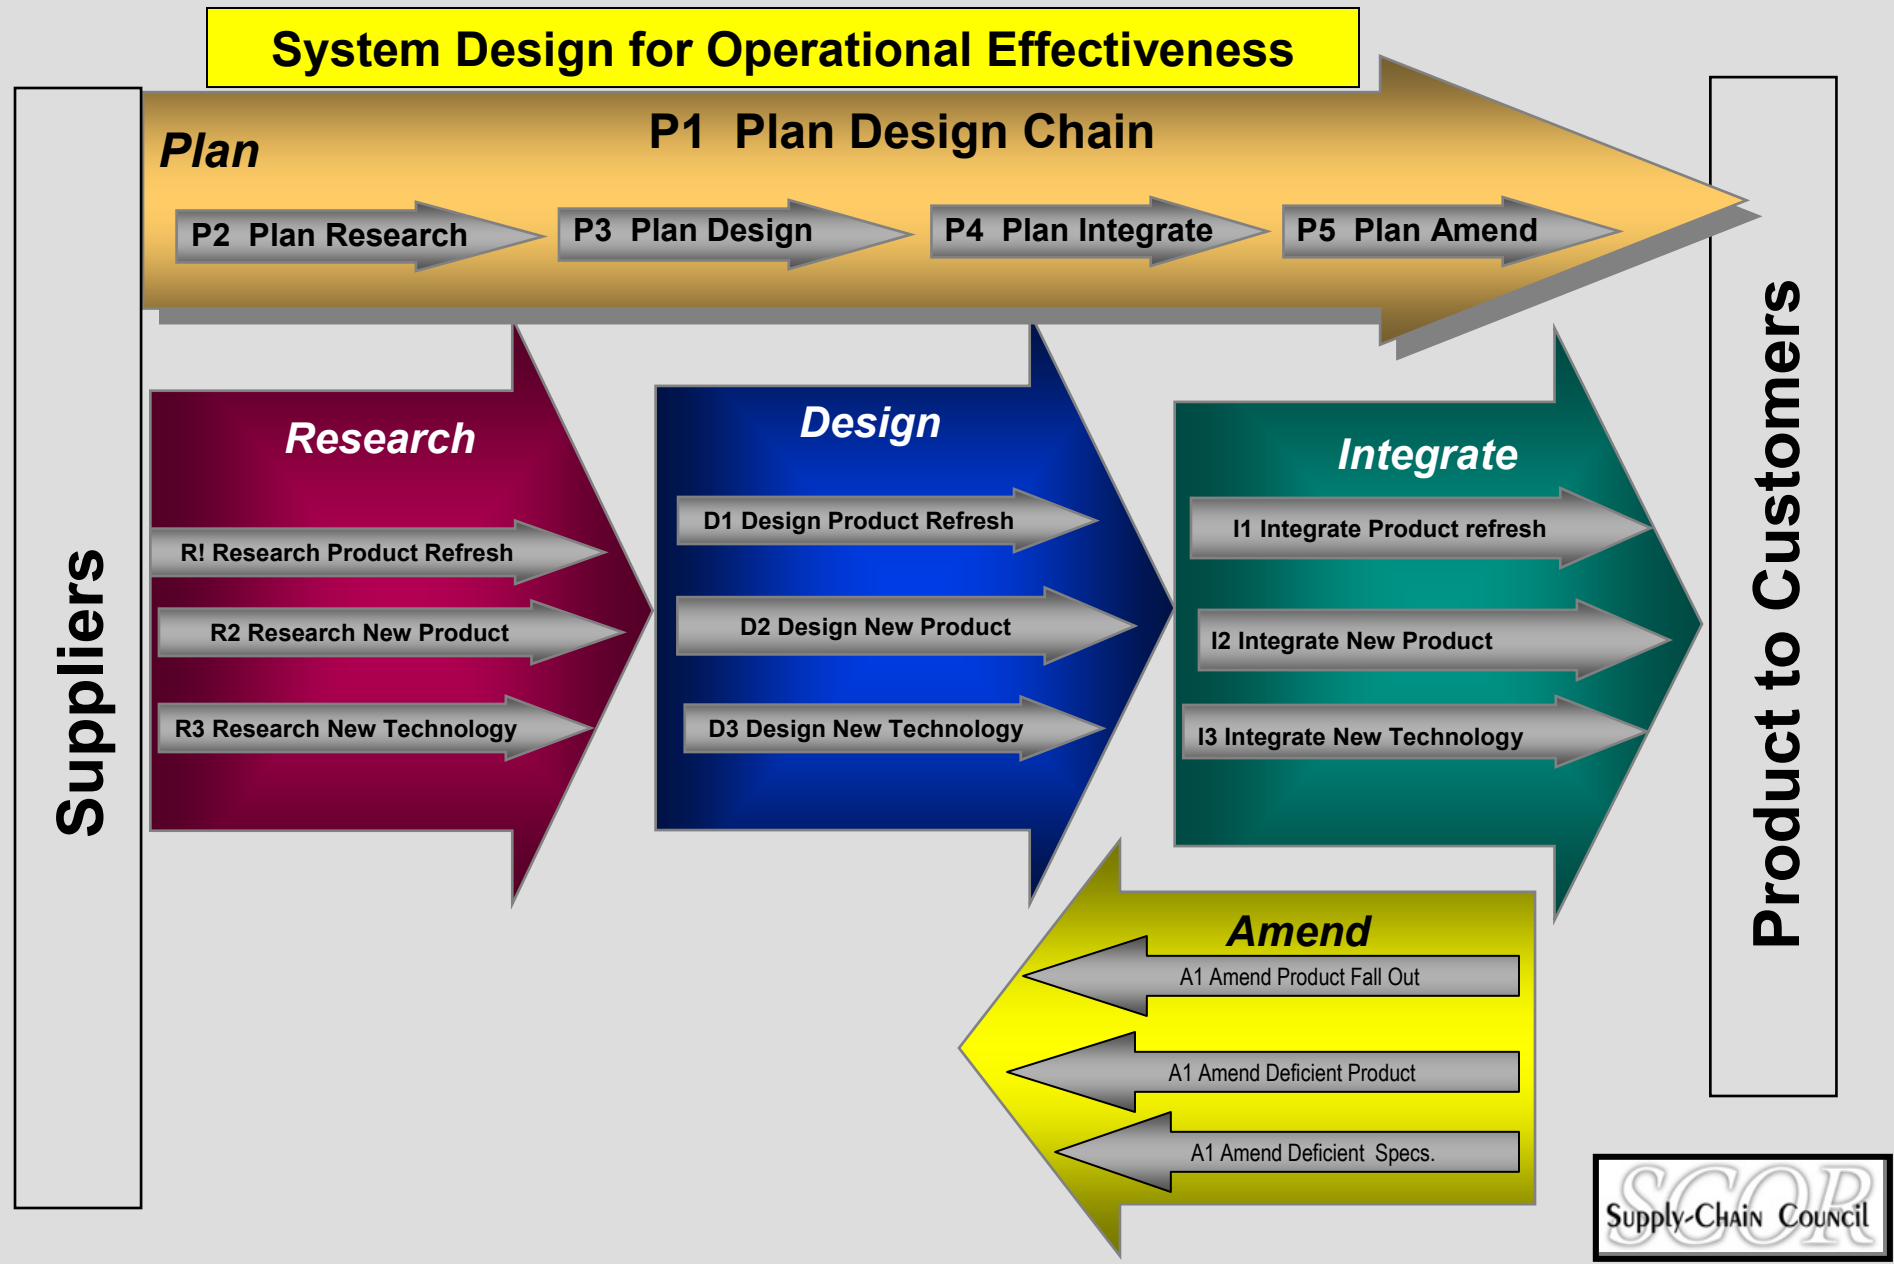 System Design for Operational Effectiveness
Plan
P1 Plan Design Chain
P2 Plan Research
P3 Plan Design
P4 Plan Integrate
P5 Plan Amend
Suppliers
Research
R! Research Product Refresh
R2 Research New Product
R3 Research New Technology
Design
D1 Design Product Refresh
D2 Design New Product
D3 Design New Technology
Integrate
I1 Integrate Product refresh
I2 Integrate New Product
I3 Integrate New Technology
Product to Customers
Amend
A1 Amend Product Fall Out
A1 Amend Deficient Product
A1 Amend Deficient Specs.
SCOR
Supply-Chain Council